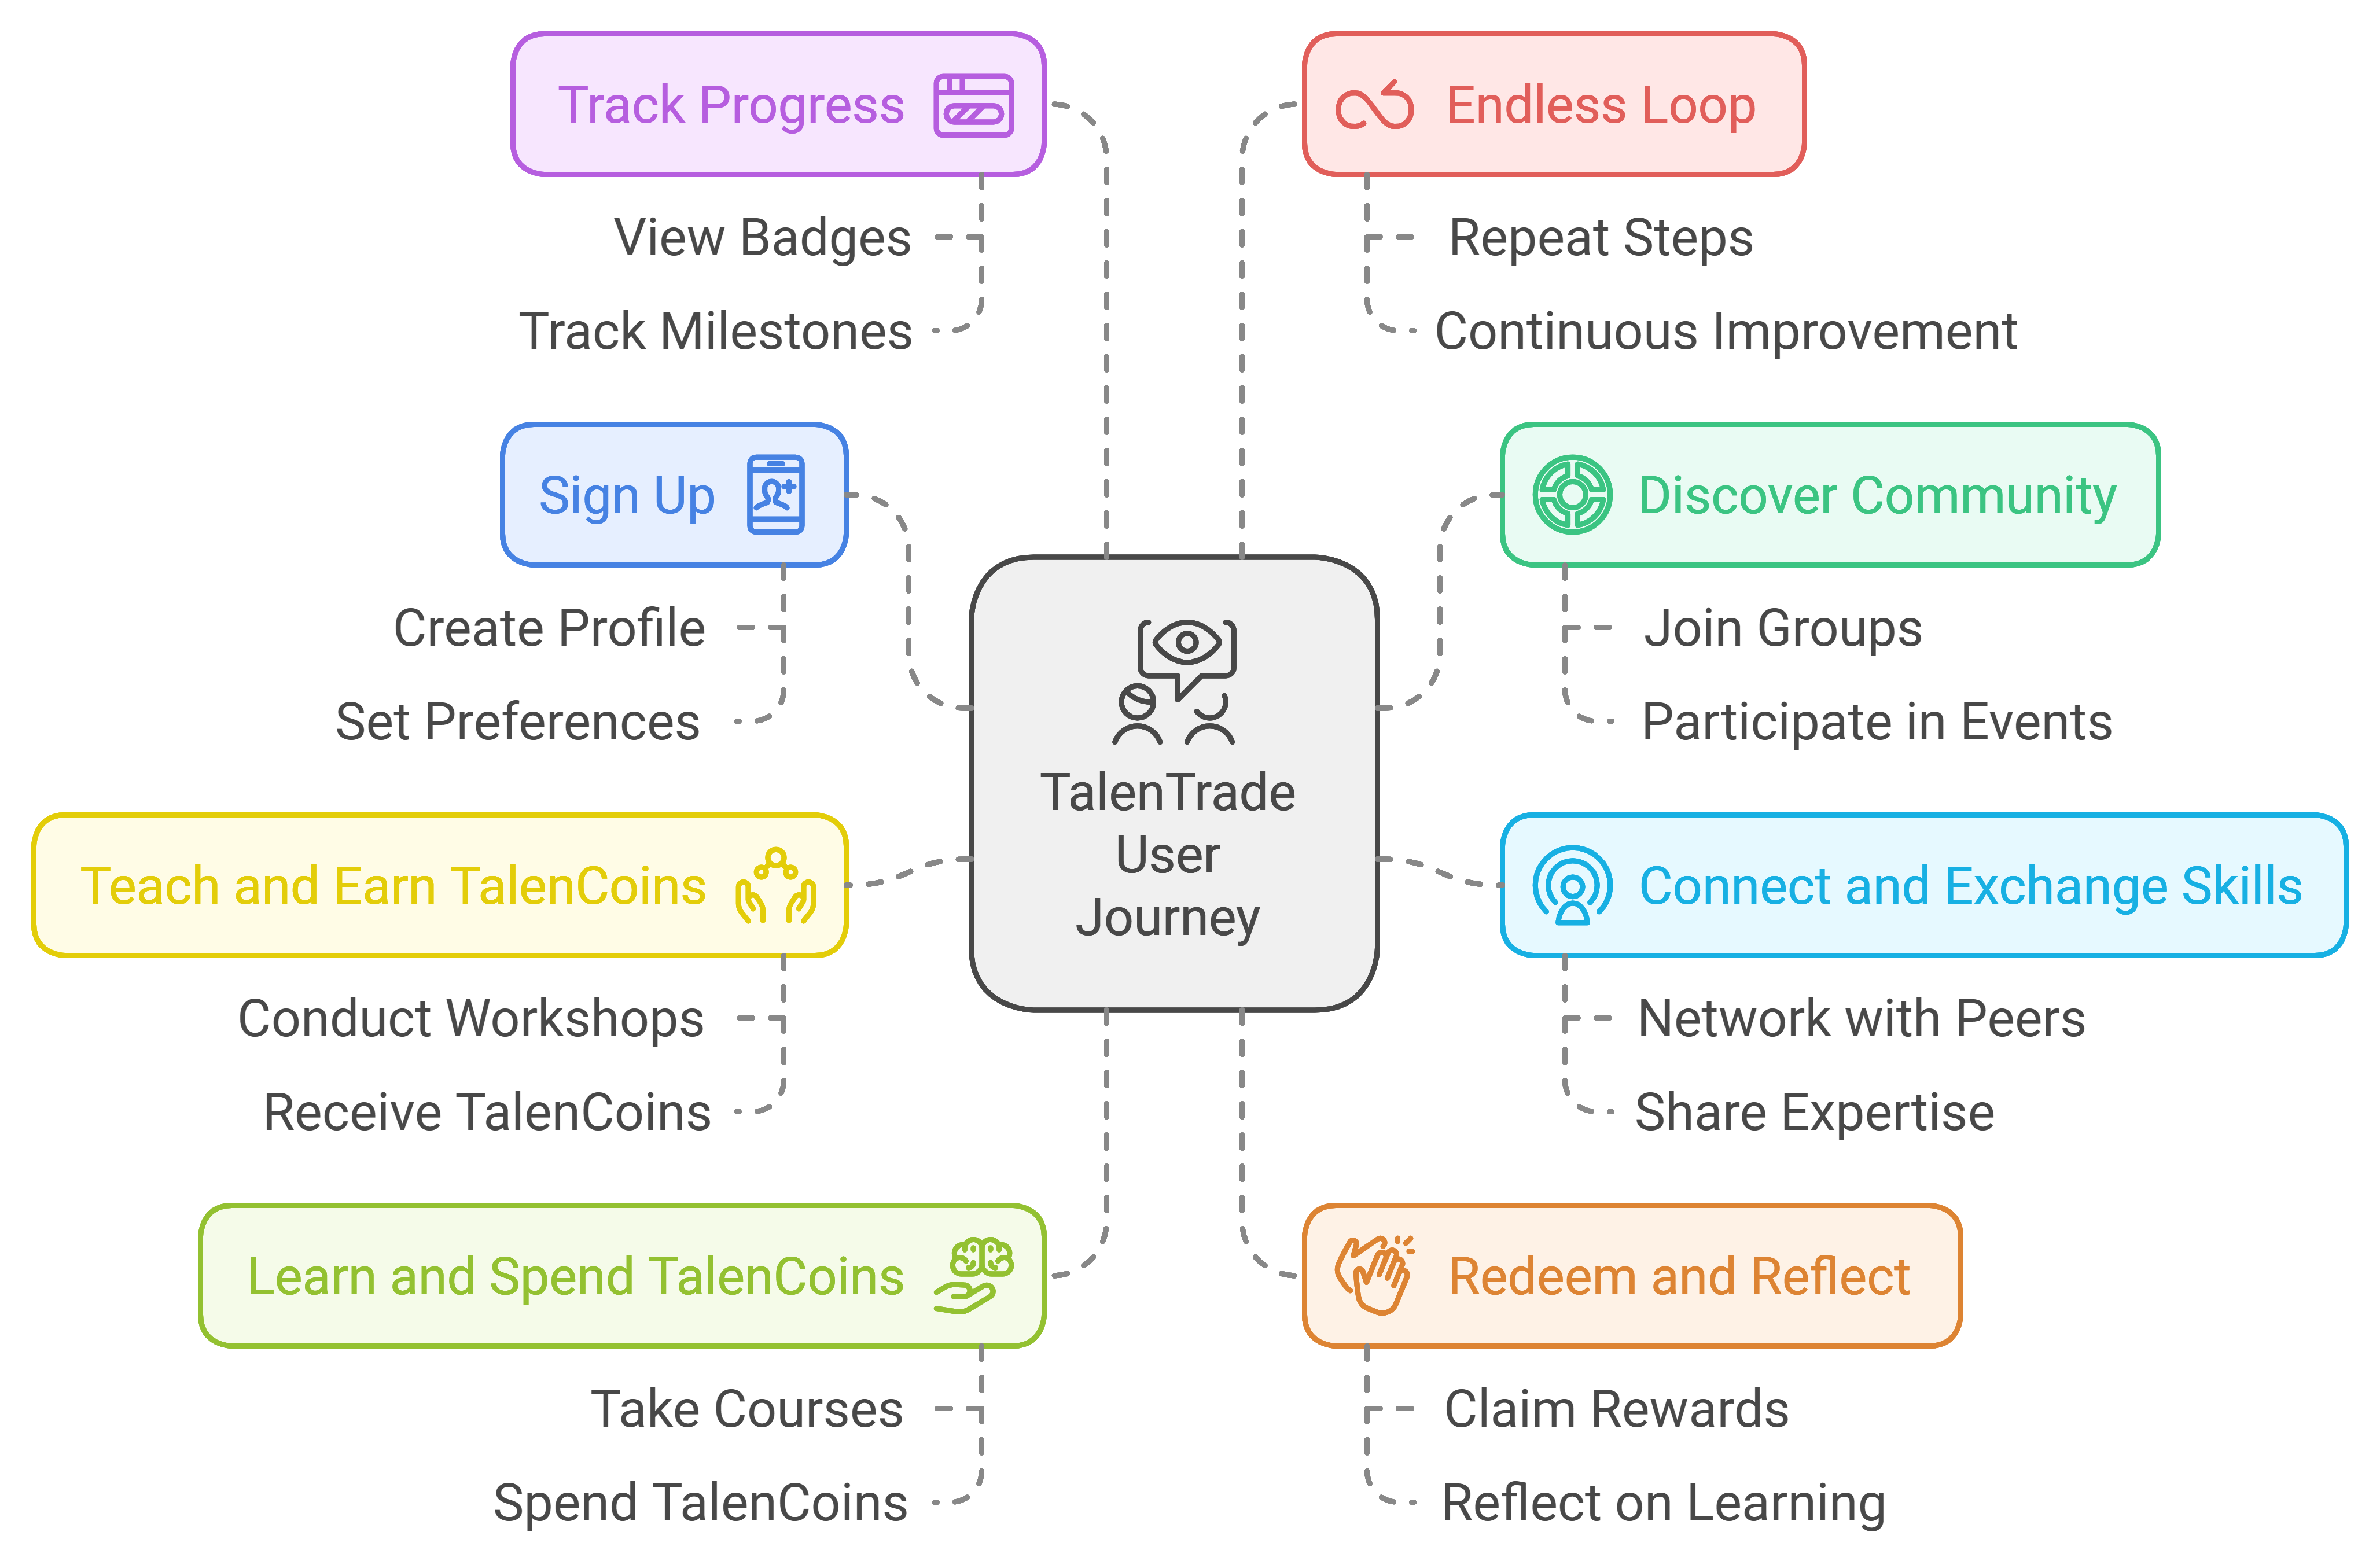 Track Progress
View Badges
Track Milestones
Endless Loop
Repeat Steps
Continuous Improvement
Sign Up
Create Profile
Set Preferences
Discover Community
Join Groups
Participate in Events
TalenTrade
User
Journey
Teach and Earn TalenCoins
Conduct Workshops
Receive TalenCoins
Connect and Exchange Skills
Network with Peers
Share Expertise
Learn and Spend TalenCoins
Take Courses
Spend TalenCoins
Redeem and Reflect
Claim Rewards
Reflect on Learning